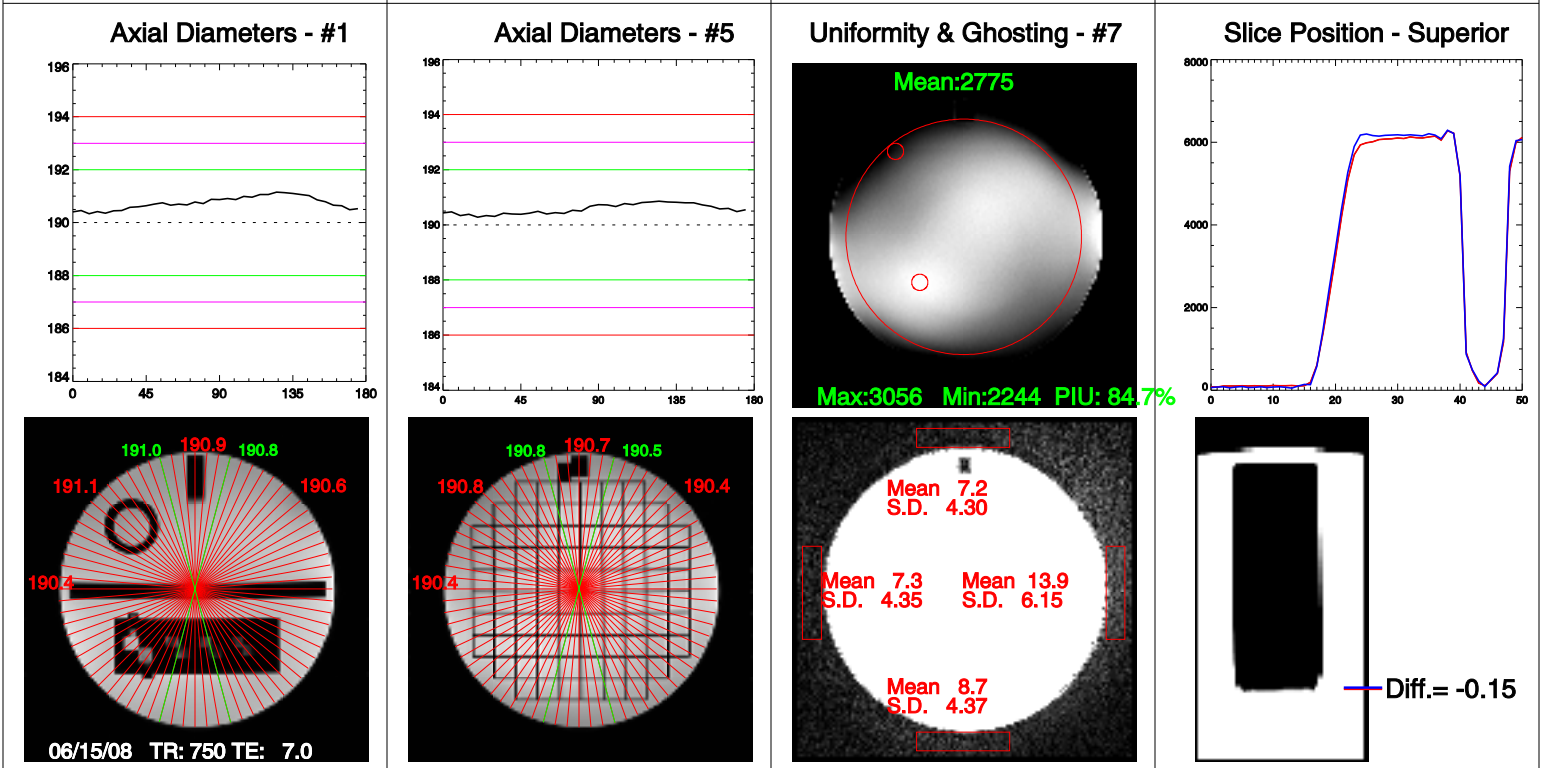 Axial Diameters - #1
196
194
192
190
188
186
184
0 45 90 135 180
191.0 190.9 190.8
191.1 190.6
190.4
06/15/08 TR: 750 TE: 7.0
Axial Diameters - #5
196
194
192
190
188
186
184
0 45 90 135 180
190.8 190.7 190.5
190.8 190.4
190.4
Uniformity & Ghosting - #7
Mean:2775
Max:3056 Min:2244 PIU: 84.7%
Mean 7.2
S.D. 4.30
Mean 7.3 Mean 13.9
S.D. 4.35 S.D. 6.15
Mean 8.7
S.D. 4.37
Slice Position - Superior
8000
6000
4000
2000
0
0 10 20 30 40 50
Diff.= -0.15